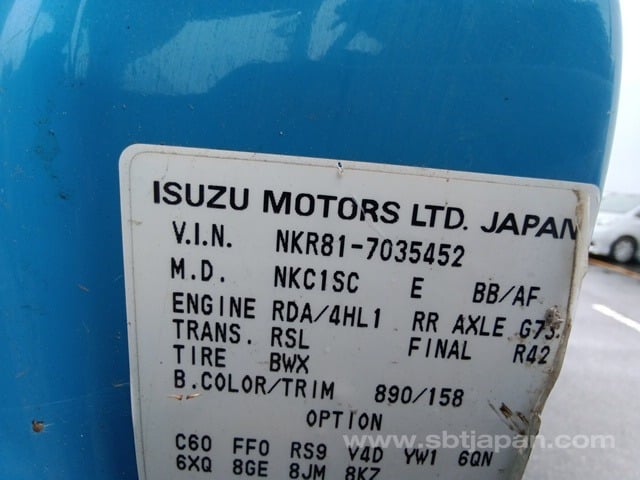 ISUZU MOTORS LTD. JAPAN
V.I.N. NKR81-7035452
M.D. NKC1SC E BB/AF
ENGINE RDA/4HL1 RR AXLE G73.
TRANS. RSL FINAL R42
TIRE BWX
B.COLOR/TRIM 890/158
OPTION
C60 FF0 RS9 V4D YW1 6QN
6XQ 8GE 8JM 8KZ
www.sbtjapan.com